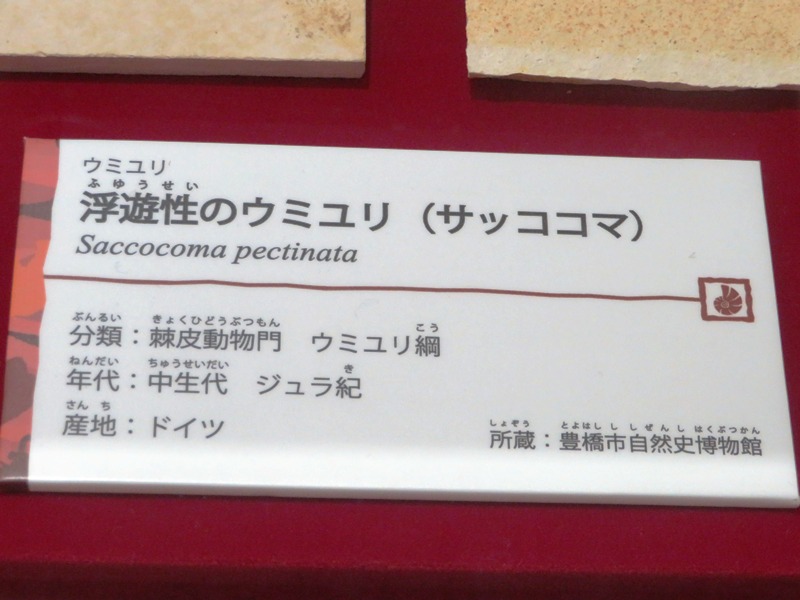 ウミユリ
ふゆうせい
浮遊性のウミユリ（サッココマ）
Saccocoma pectinata
ぶんるい きょくひどうぶつもん こう
分類：棘皮動物門 ウミユリ綱
ねんだい ちゅうせいだい き
年代：中生代 ジュラ紀
さんち
産地：ドイツ
しょぞう とよはし し しぜんし はくぶつかん
所蔵：豊橋市自然史博物館